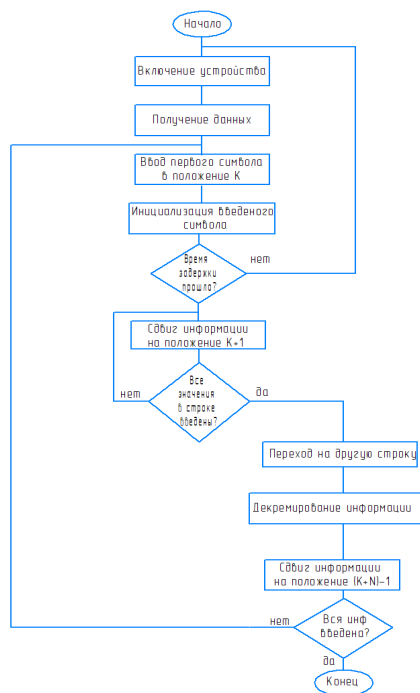 Начало
Включение устройства
Получение данных
Ввод первого символа
в положение К
Инициализация введеного
символа
Время
задержки
прошла?
нет
Сдвиг информации
на положение К+1
Все
значения
в строке
введены?
нет
да
Переход на другую строку
Декремирование информации
Сдвиг информации
на положение (К+N)-1
Вся инф
введена?
нет
да
Конец